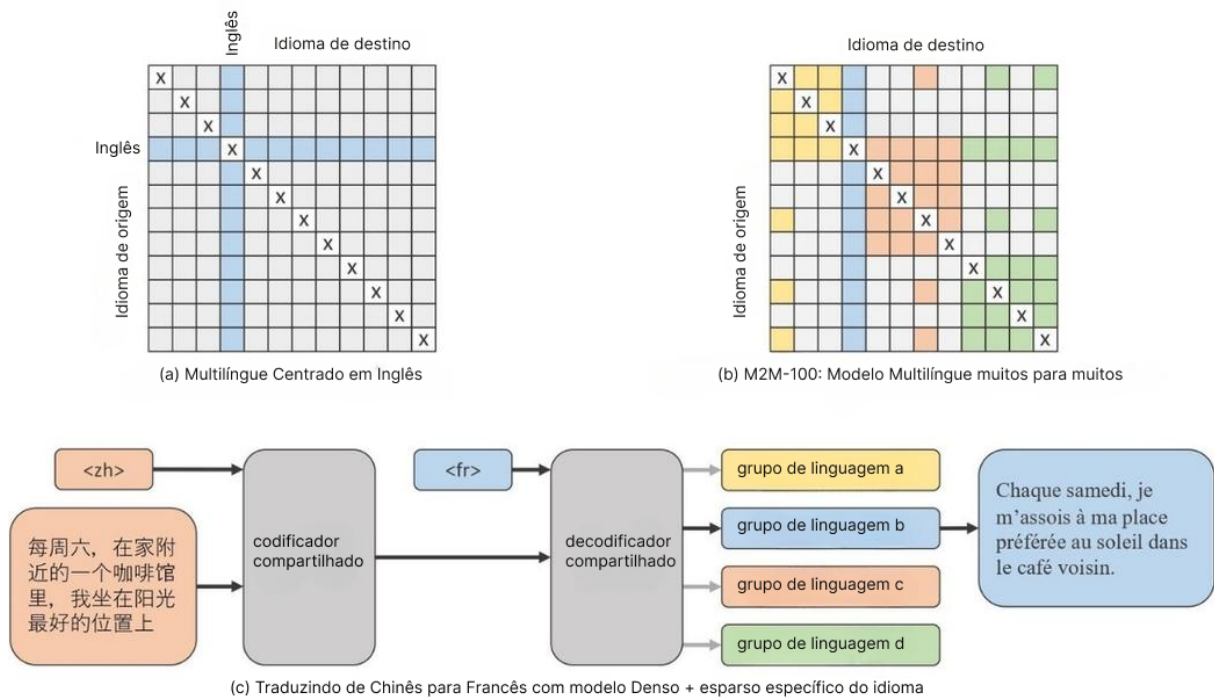 Inglês
Idioma de destino
Inglês
Idioma de origem
X
X
X
X
X
X
X
X
X
X
X
X
(a) Multilíngue Centrado em Inglês
Idioma de destino
Idioma de origem
X
X
X
X
X
X
X
X
X
X
X
X
(b) M2M-100: Modelo Multilíngue muitos para muitos
<zh>
每周六，在家附
近的一个咖啡馆
里，我坐在阳光
最好的位置上
codificador
compartilhado
<fr>
decodificador
compartilhado
grupo de linguagem a
grupo de linguagem b
grupo de linguagem c
grupo de linguagem d
Chaque samedi, je
m’assois à ma place
préférée au soleil dans
le café voisin.
(c) Traduzindo de Chinês para Francês com modelo Denso + esparso específico do idioma